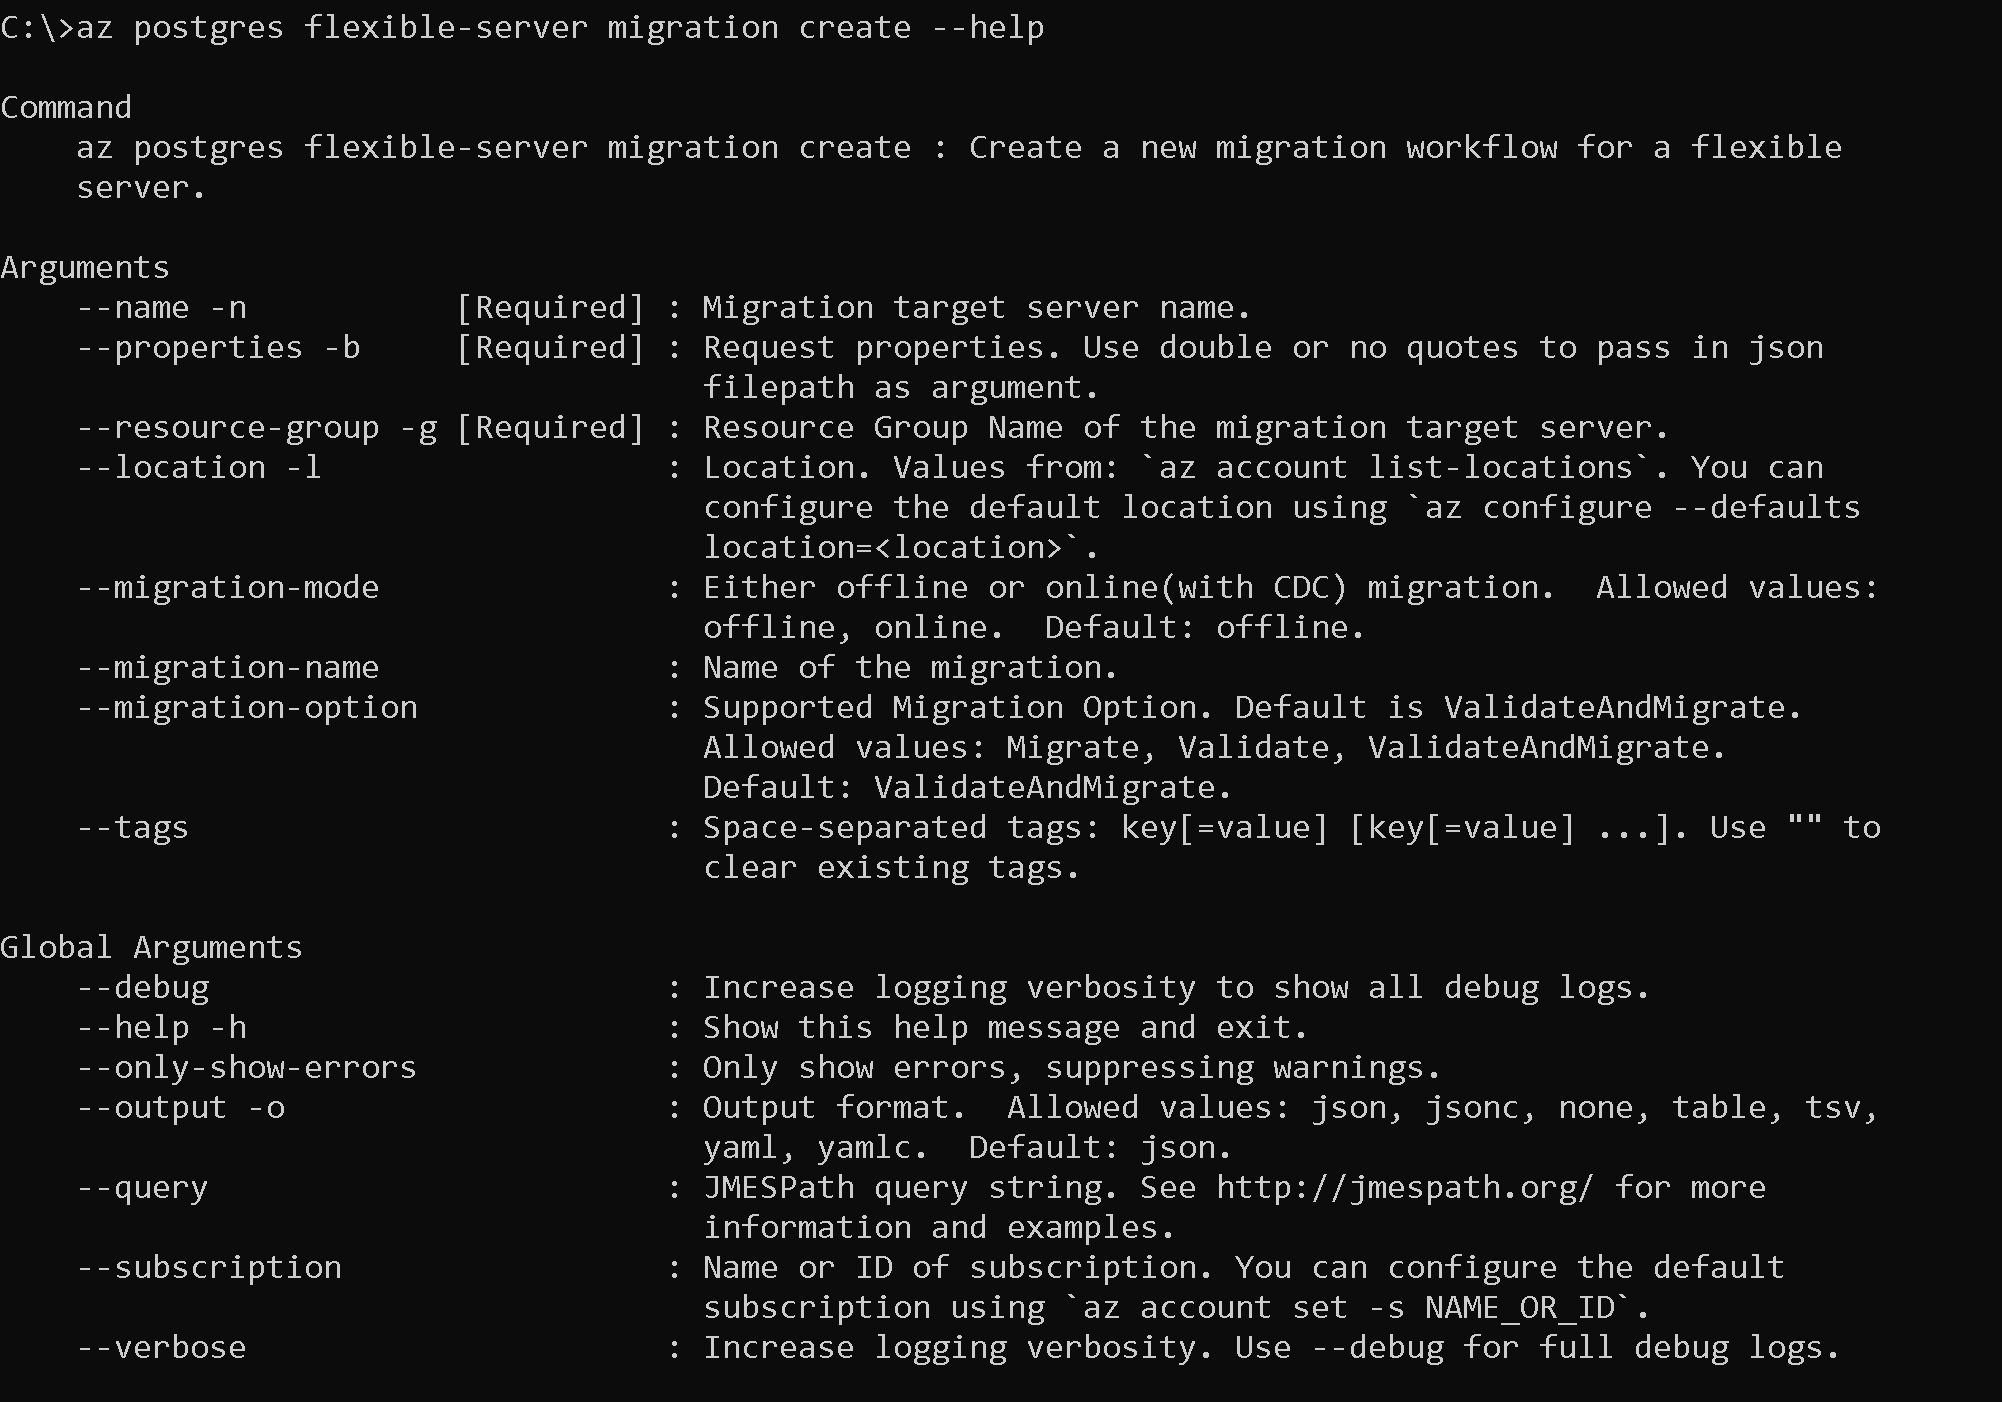 C:\>az postgres flexible-server migration create --help
Command
az postgres flexible-server migration create : Create a new migration workflow for a flexible
server.
Arguments
--name -n [Required] : Migration target server name.
--properties -b [Required] : Request properties. Use double or no quotes to pass in json
filepath as argument.
--resource-group -g [Required] : Resource Group Name of the migration target server.
--location -l : Location. Values from: `az account list-locations`. You can
configure the default location using `az configure --defaults
location=<location>`.
--migration-mode : Either offline or online(with CDC) migration.  Allowed values:
offline, online.  Default: offline.
--migration-name : Name of the migration.
--migration-option : Supported Migration Option. Default is ValidateAndMigrate.
Allowed values: Migrate, Validate, ValidateAndMigrate.
Default: ValidateAndMigrate.
--tags : Space-separated tags: key[=value] [key[=value] ...]. Use "" to
clear existing tags.
Global Arguments
--debug : Increase logging verbosity to show all debug logs.
--help -h : Show this help message and exit.
--only-show-errors : Only show errors, suppressing warnings.
--output -o : Output format.  Allowed values: json, jsonc, none, table, tsv,
yaml, yamlc.  Default: json.
--query : JMESPath query string. See http://jmespath.org/ for more
information and examples.
--subscription : Name or ID of subscription. You can configure the default
subscription using `az account set -s NAME_OR_ID`.
--verbose : Increase logging verbosity. Use --debug for full debug logs.